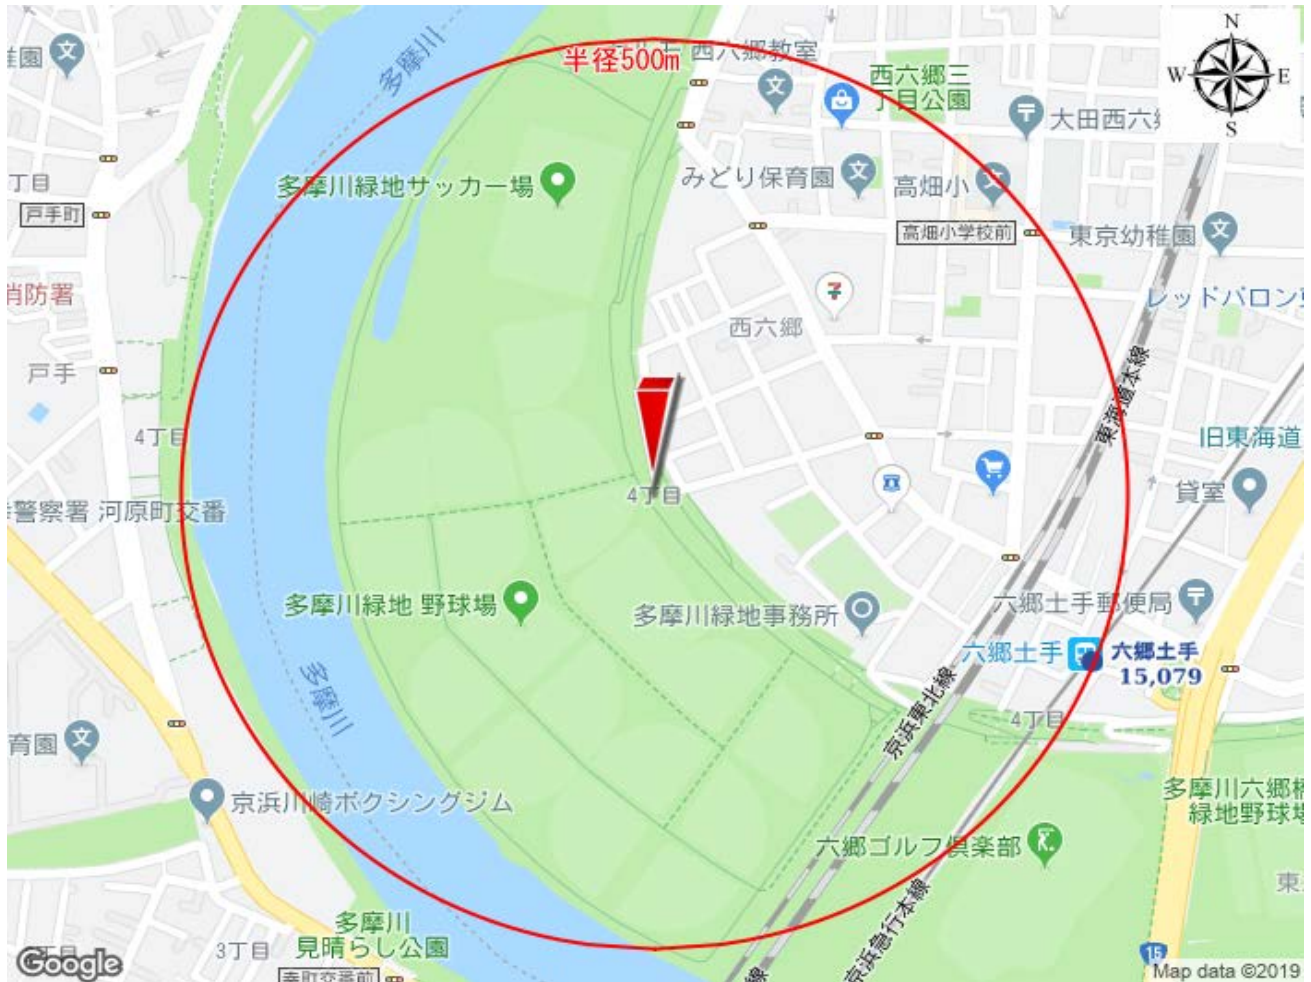 N
W
E
S
半径500m
西六郷教室
多摩川
西六郷三
丁目公園
大田西六
多摩川緑地サッカー場
みどり保育園
高畑小
丁目
戸手町
高畑小学校前
東京幼稚園
消防署
レッドバロン
西六郷
戸手
東海道本線
4丁目
旧東海道
4丁目
貸室
警察署 河原町交番
多摩川緑地 野球場
多摩川緑地事務所
六郷土手郵便局
六郷土手
六郷土手
15,079
多摩川
京浜東北線
4丁目
育園
京浜川崎ボクシングジム
多摩川六郷橋
緑地野球場
六郷ゴルフ倶楽部
京浜急行本線
東
多摩川
見晴らし公園
3丁目
15
幸町交番前
線
Google
Map data ©2019